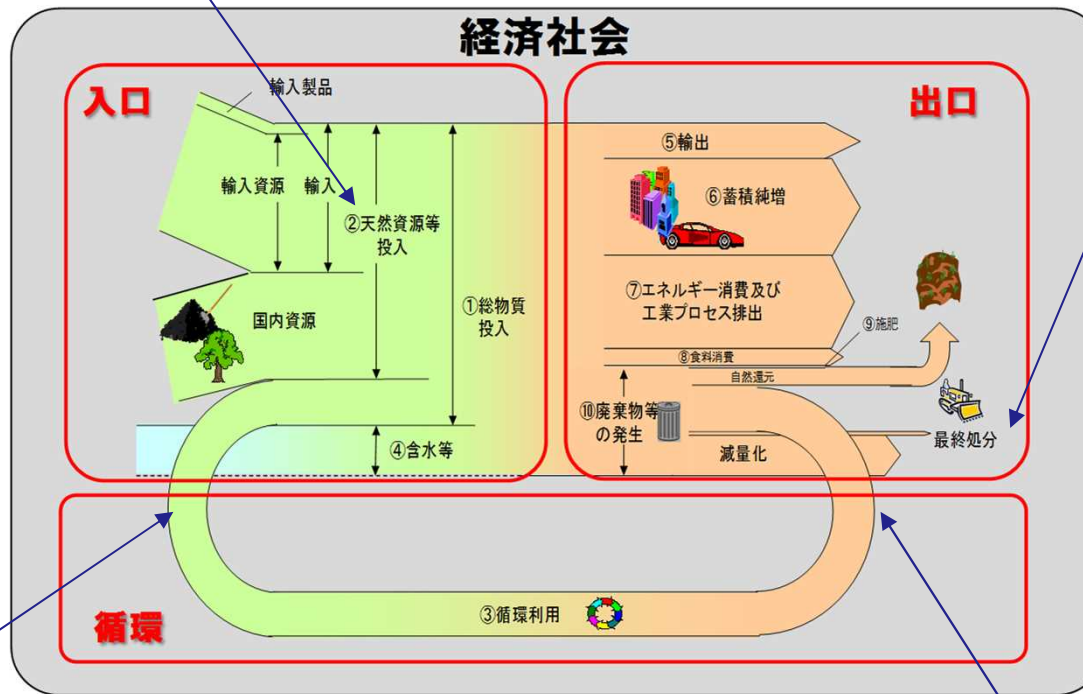 経済社会
入口
輸入製品
輸入資源
輸入
②天然資源等
投入
①総物質
投入
国内資源
④含水等
出口
⑤輸出
⑥蓄積純増
⑦エネルギー消費及び
工業プロセス排出
⑨施肥
⑧食料消費
自然還元
⑩廃棄物等
の発生
減量化
最終処分
③循環利用
循環